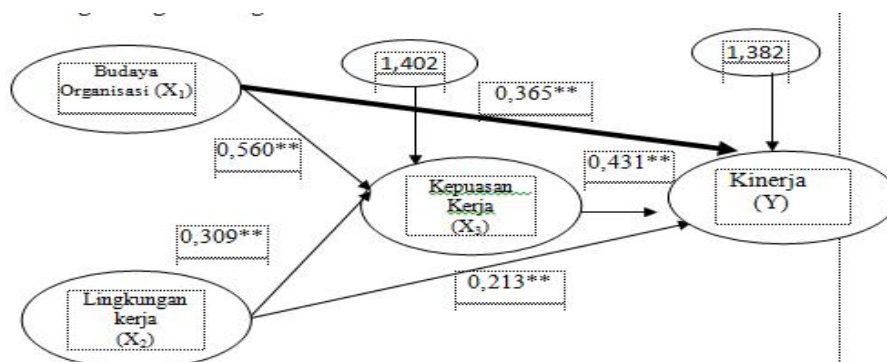 Budaya
Organisasi (X₁)
1,402
1,382
0,365**
0,560**
0,431**
Kepuasan
Kerja
(X₃)
Kinerja
(Y)
0,309**
0,213**
Lingkungan
kerja
(X₂)